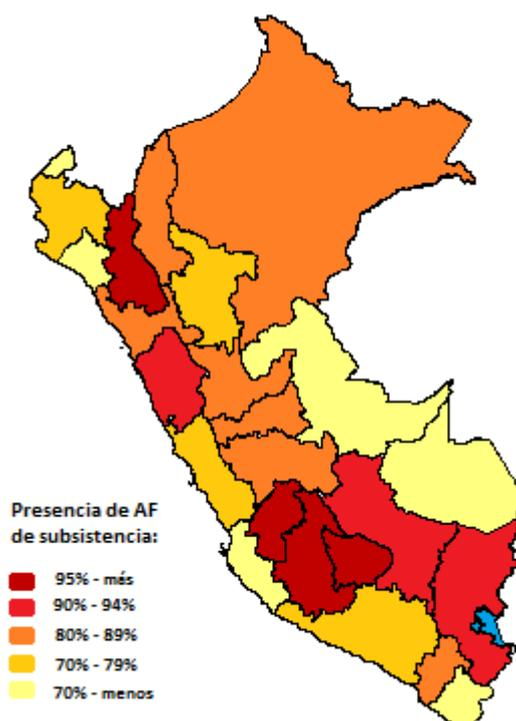 Presencia de AF
de subsistencia:
95% - más
90% - 94%
80% - 89%
70% - 79%
70% - menos